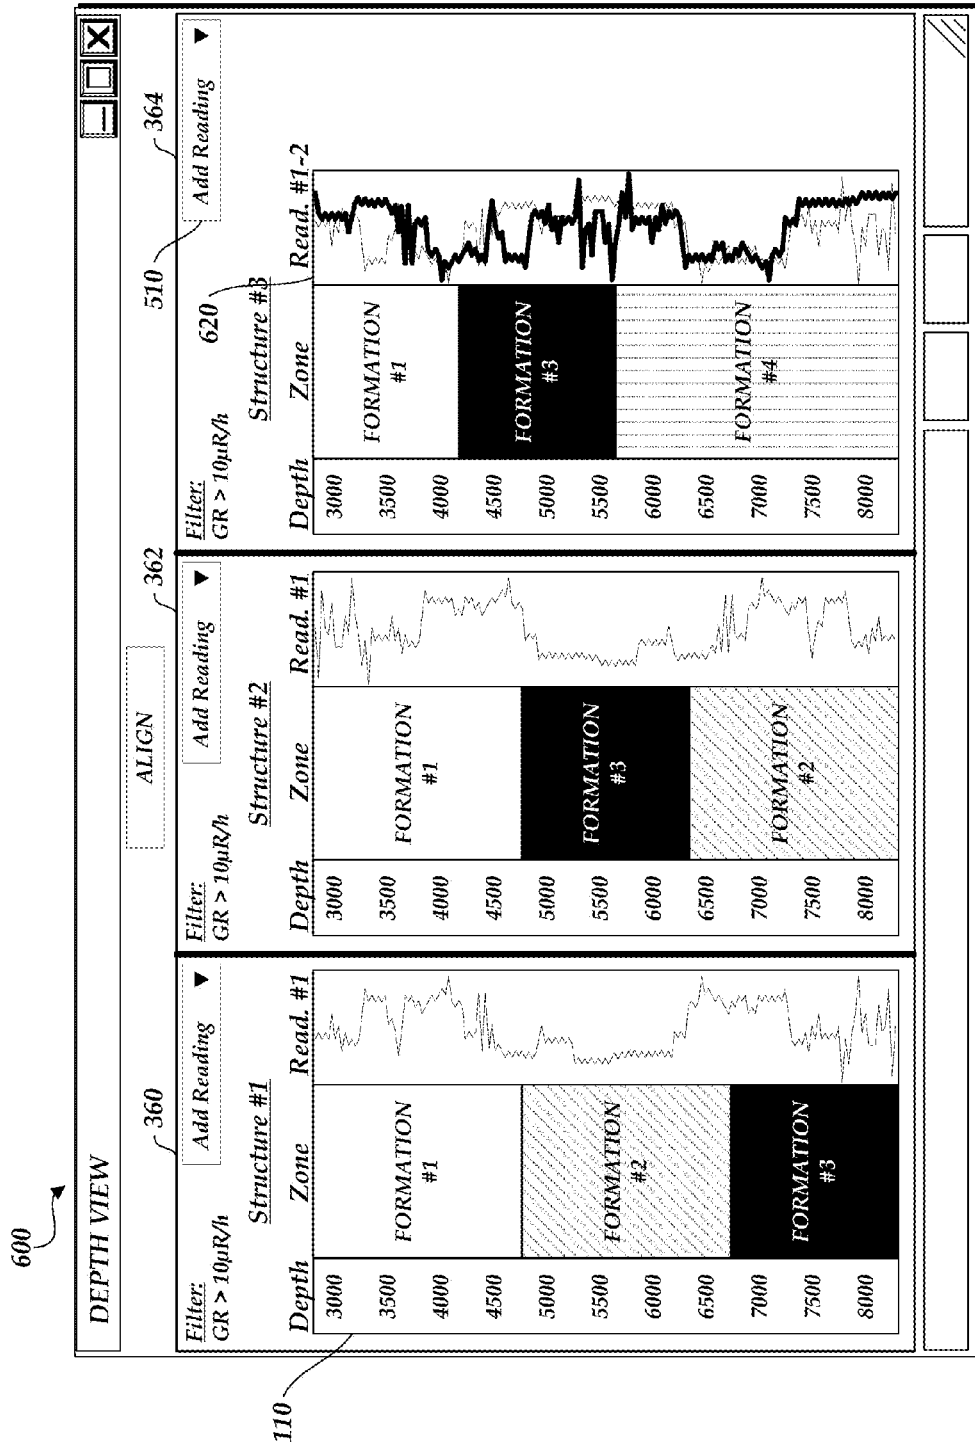 600
DEPTH VIEW
ALIGN
360
362
364
510
620
110
Filter:
GR > 10µR/h
Add Reading
Structure #1
Depth
Zone
Read. #1
3000
3500
4000
4500
5000
5500
6000
6500
7000
7500
8000
FORMATION
#1
FORMATION
#2
FORMATION
#3
Filter:
GR > 10µR/h
Add Reading
Structure #2
Depth
Zone
Read. #1
3000
3500
4000
4500
5000
5500
6000
6500
7000
7500
8000
FORMATION
#1
FORMATION
#3
FORMATION
#2
Filter:
GR > 10µR/h
Add Reading
Structure #3
Depth
Zone
Read. #1-2
3000
3500
4000
4500
5000
5500
6000
6500
7000
7500
8000
FORMATION
#1
FORMATION
#3
FORMATION
#4